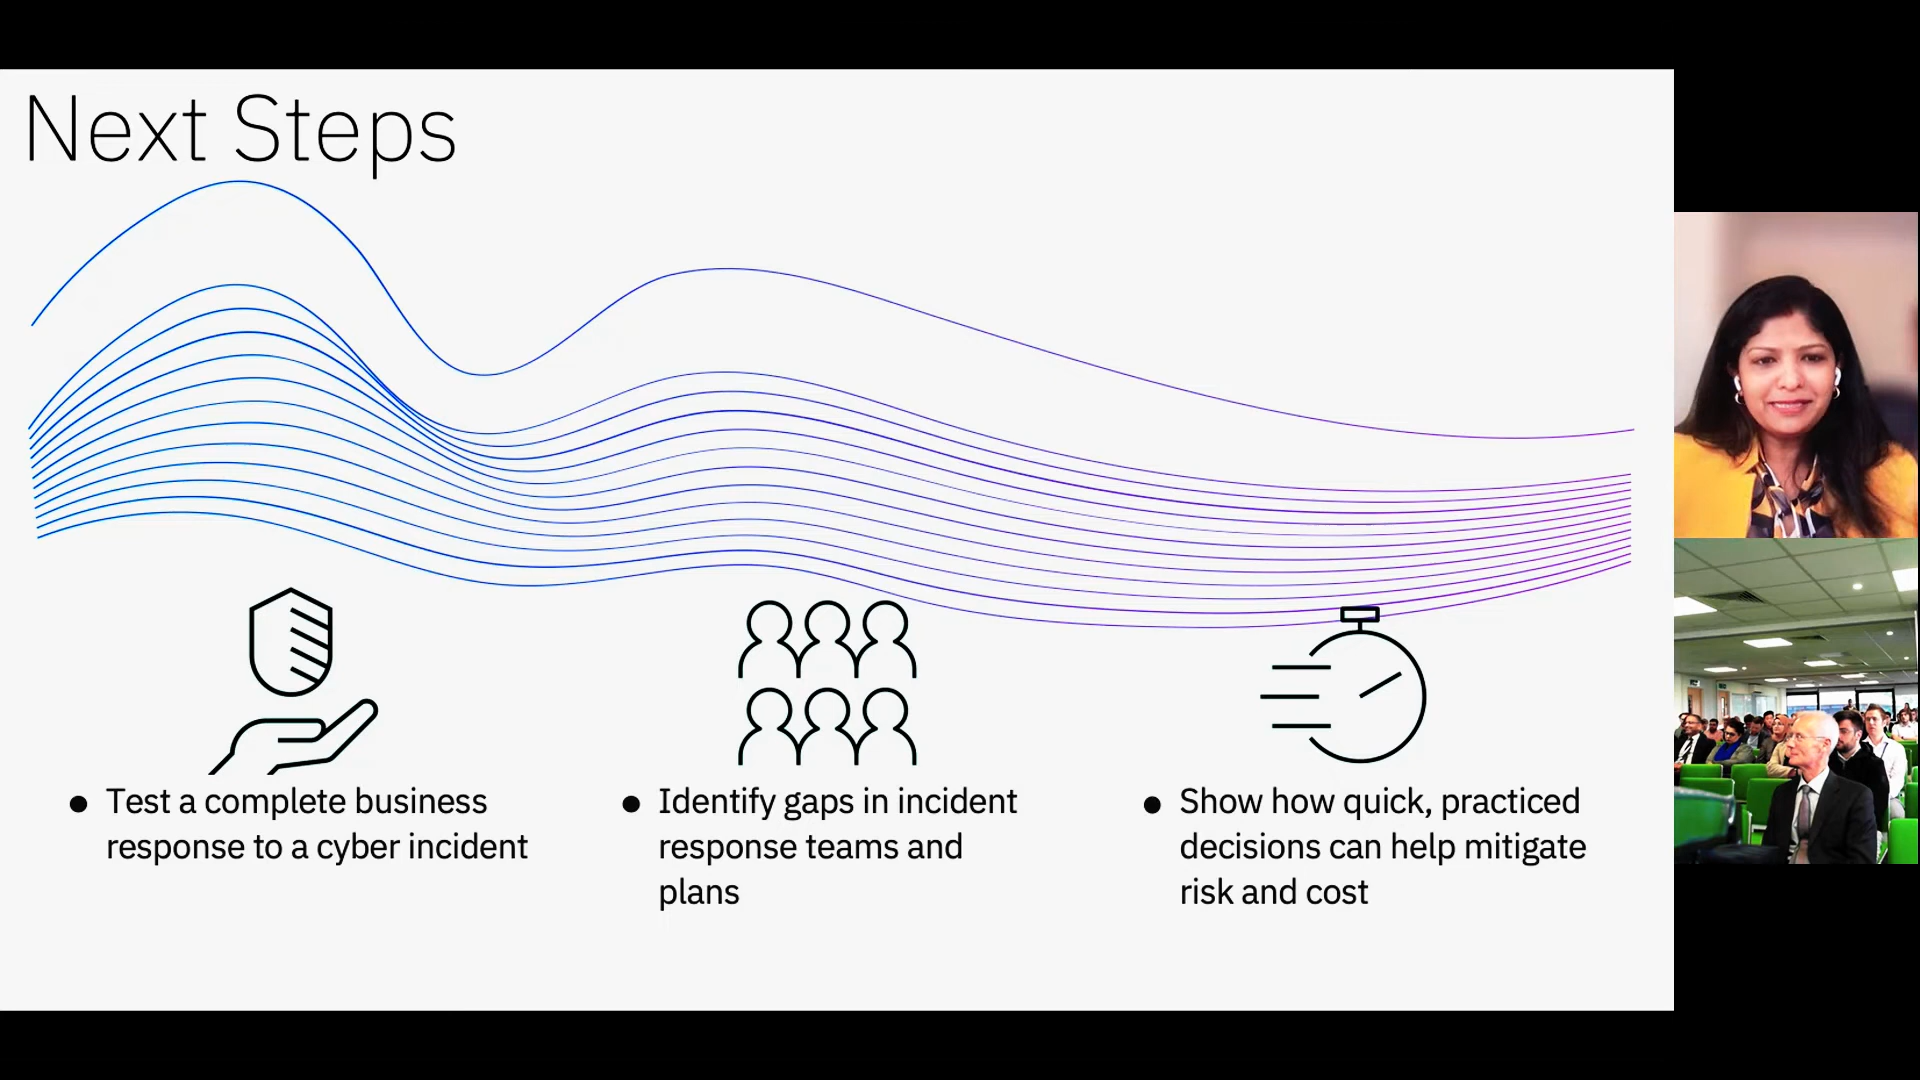 Next Steps
Test a complete business
response to a cyber incident
Identify gaps in incident
response teams and
plans
Show how quick, practiced
decisions can help mitigate
risk and cost